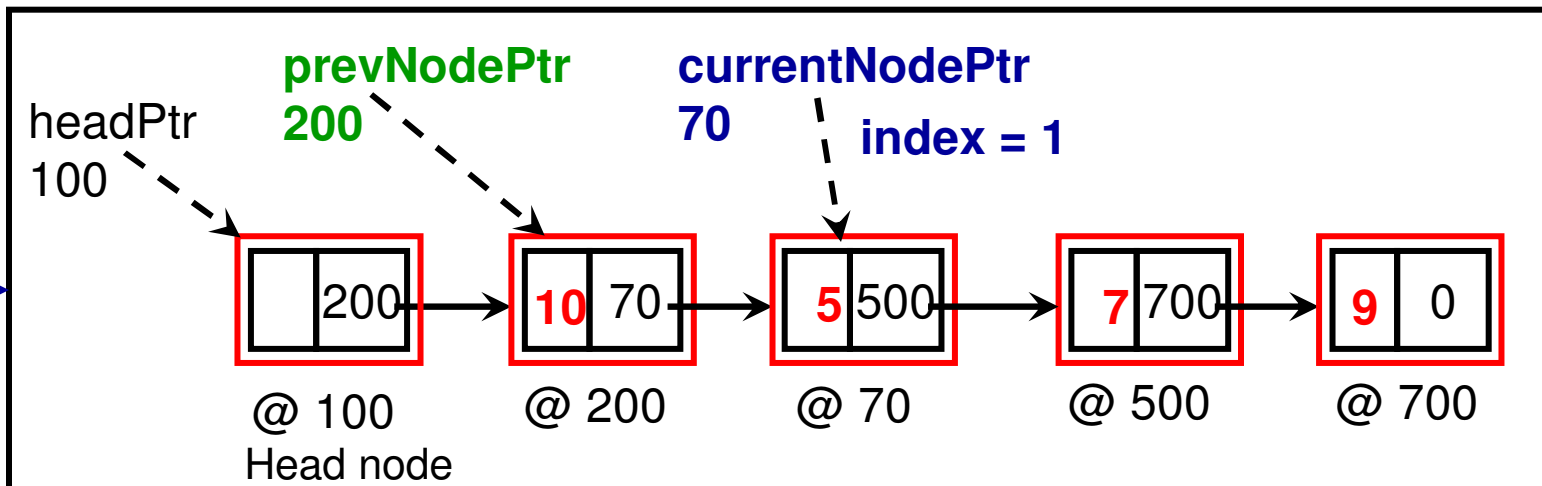 prevNodePtr
200
currentNodePtr
70
index = 1
headPtr
100
200
10 70
5 500
7 700
9 0
@ 100
@ 200
@ 70
@ 500
@ 700
Head node